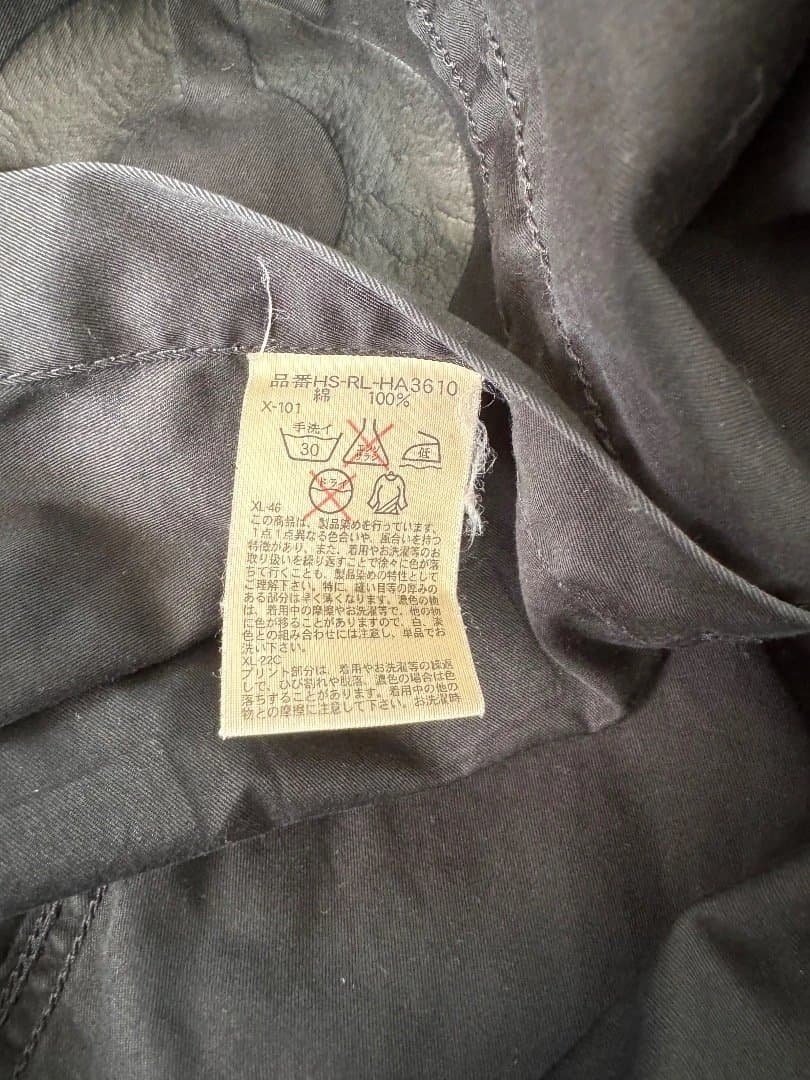 品番HS-RL-HA3610
綿 100%
X-101
手洗イ
30
エンソ
サラシ
低
ドライ
XL-46
この商品は、製品染めを行っています。
1点1点異なる色合いや、風合いを持つ
特徴があり、また、着用やお洗濯等のお
取り扱いを繰り返すことで徐々に色が落
ちて行くことも、製品染めの特性として
ご理解下さい。特に、縫い目等の厚みの
ある部分は早く薄くなります。濃色の物
は、着用中の摩擦やお洗濯等で、他の物
に色が移ることがありますので、白、淡
色との組み合わせには注意し、単品でお
洗い下さい。
XL-22C
プリント部分は、着用やお洗濯等の繰返
しで、ひび割れや脱落、濃色の場合は色
落ちすることがあります。着用中の他の
物との摩擦に注意して下さい。お洗濯時